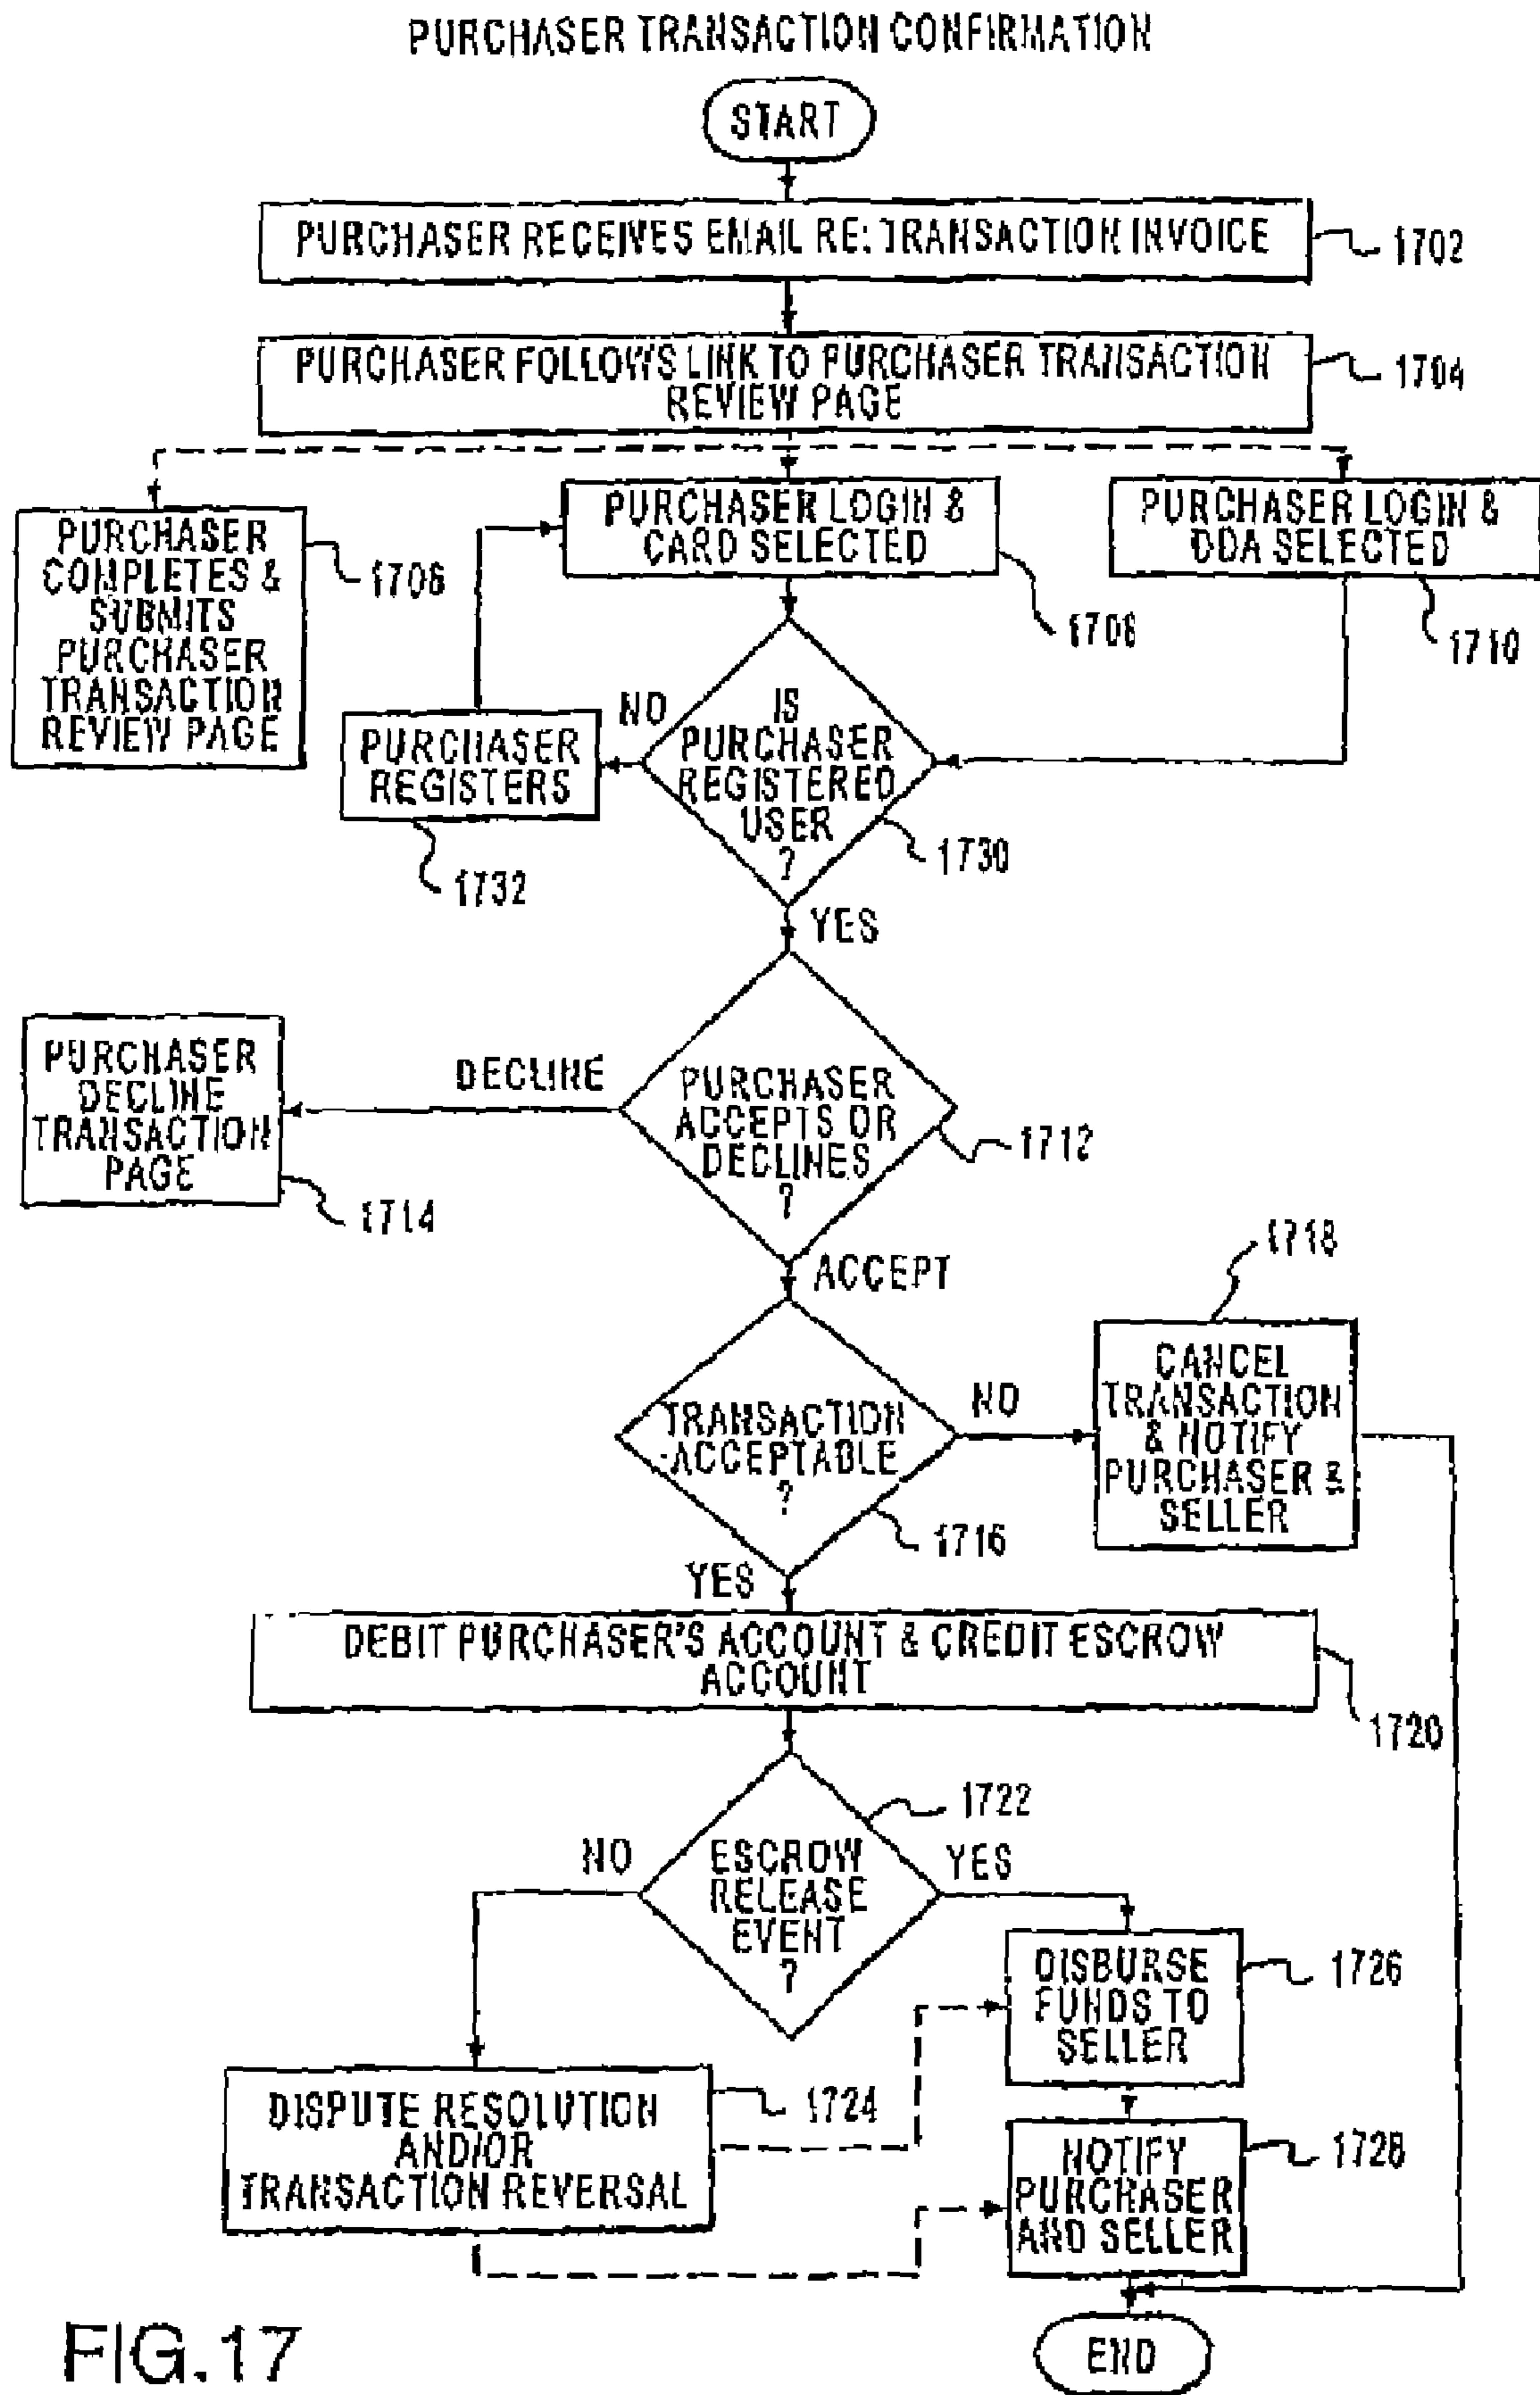 PURCHASER TRANSACTION CONFIRMATION
START
PURCHASER RECEIVES EMAIL RE: TRANSACTION INVOICE
1702
PURCHASER FOLLOWS LINK TO PURCHASER TRANSACTION
REVIEW PAGE
1704
PURCHASER
COMPLETES &
SUBMITS
PURCHASER
TRANSACTION
REVIEW PAGE
1706
PURCHASER LOGIN &
CARD SELECTED
1708
PURCHASER LOGIN &
DDA SELECTED
1710
IS
PURCHASER
REGISTERED
USER
?
1730
NO
PURCHASER
REGISTERS
1732
YES
PURCHASER
ACCEPTS OR
DECLINES
?
1712
DECLINE
PURCHASER
DECLINE
TRANSACTION
PAGE
1714
ACCEPT
TRANSACTION
ACCEPTABLE
?
1716
NO
CANCEL
TRANSACTION
& NOTIFY
PURCHASER &
SELLER
1718
YES
DEBIT PURCHASER'S ACCOUNT & CREDIT ESCROW
ACCOUNT
1720
ESCROW
RELEASE
EVENT
?
1722
NO
YES
DISBURSE
FUNDS TO
SELLER
1726
DISPUTE RESOLUTION
AND/OR
TRANSACTION REVERSAL
1724
NOTIFY
PURCHASER
AND SELLER
1728
END
FIG.17